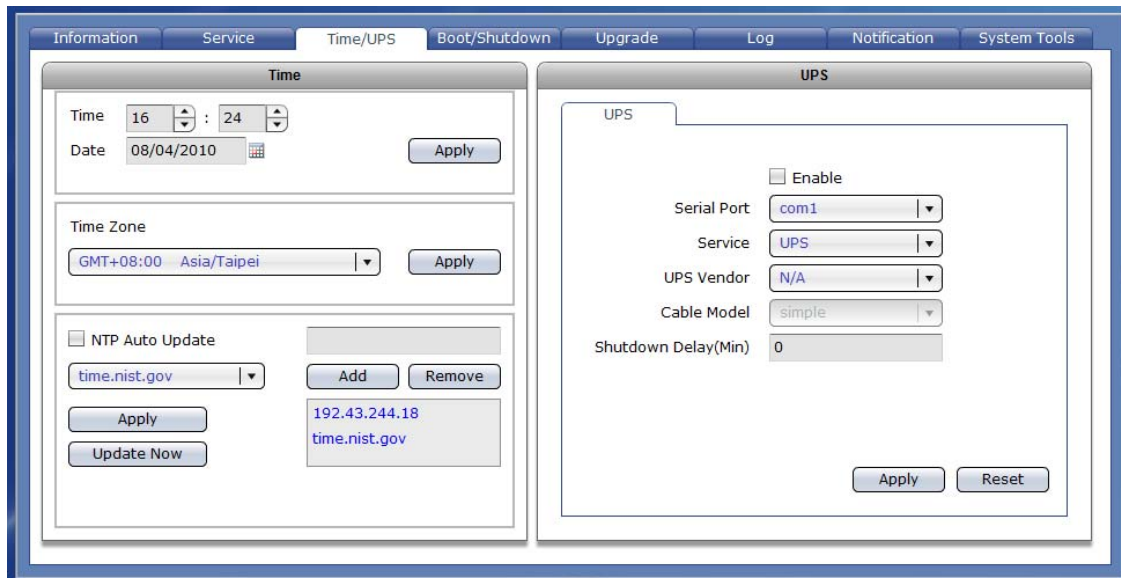 Information Service Time/UPS Boot/Shutdown Upgrade Log Notification System Tools
Time
Time 16 : 24
Date 08/04/2010 Apply
Time Zone
GMT+08:00 Asia/Taipei Apply
NTP Auto Update
time.nist.gov Add Remove
Apply
Update Now
192.43.244.18
time.nist.gov
UPS
UPS
Enable
Serial Port com1
Service UPS
UPS Vendor N/A
Cable Model simple
Shutdown Delay(Min) 0
Apply Reset